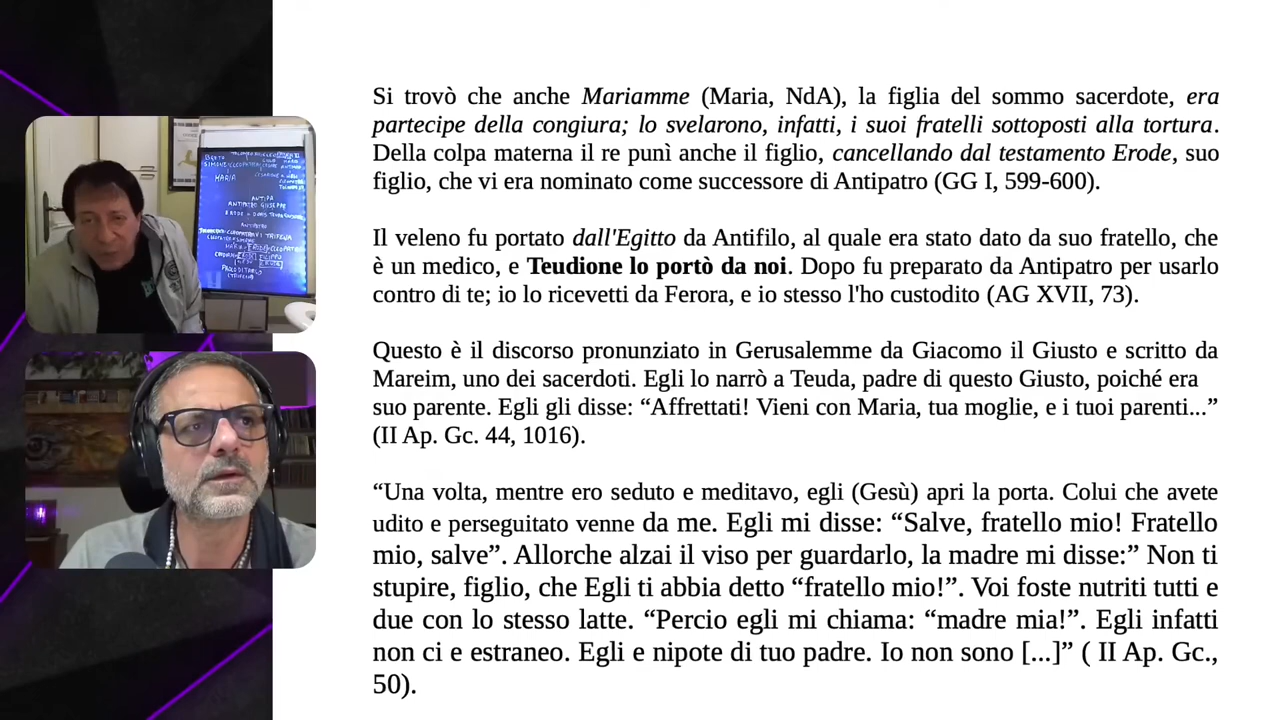 Si trovò che anche Mariamme (Maria, NdA), la figlia del sommo sacerdote, era
partecipe della congiura; lo svelarono, infatti, i suoi fratelli sottoposti alla tortura.
Della colpa materna il re punì anche il figlio, cancellando dal testamento Erode, suo
figlio, che vi era nominato come successore di Antipatro (GG I, 599-600).
Il veleno fu portato dall'Egitto da Antifilo, al quale era stato dato da suo fratello, che
è un medico, e Teudione lo portò da noi. Dopo fu preparato da Antipatro per usarlo
contro di te; io lo ricevetti da Ferora, e io stesso l'ho custodito (AG XVII, 73).
Questo è il discorso pronunziato in Gerusalemme da Giacomo il Giusto e scritto da
Mareim, uno dei sacerdoti. Egli lo narrò a Teuda, padre di questo Giusto, poiché era
suo parente. Egli gli disse: “Affrettati! Vieni con Maria, tua moglie, e i tuoi parenti...”
(II Ap. Gc. 44, 1016).
“Una volta, mentre ero seduto e meditavo, egli (Gesù) apri la porta. Colui che avete
udito e perseguitato venne da me. Egli mi disse: “Salve, fratello mio! Fratello
mio, salve”. Allorche alzai il viso per guardarlo, la madre mi disse:” Non ti
stupire, figlio, che Egli ti abbia detto “fratello mio!”. Voi foste nutriti tutti e
due con lo stesso latte. “Percio egli mi chiama: “madre mia!”. Egli infatti
non ci e estraneo. Egli e nipote di tuo padre. Io non sono [...]” ( II Ap. Gc.,
50).
MARIA
ANTIPA
ANTIPATRO GIUSEPPE